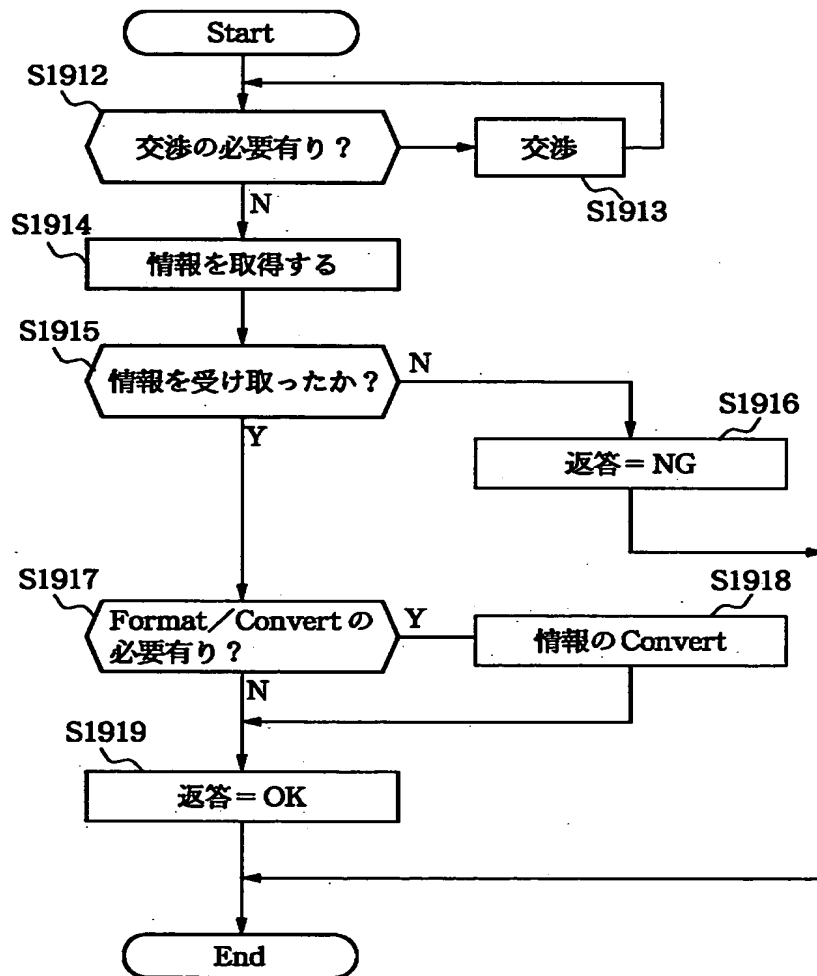 Start
S1912
交渉の必要有り？
交渉
S1913
N
S1914
情報を取得する
S1915
情報を受け取ったか？
N
Y
S1916
返答＝NG
S1917
Format／Convertの
必要有り？
Y
S1918
情報のConvert
N
S1919
返答＝OK
End